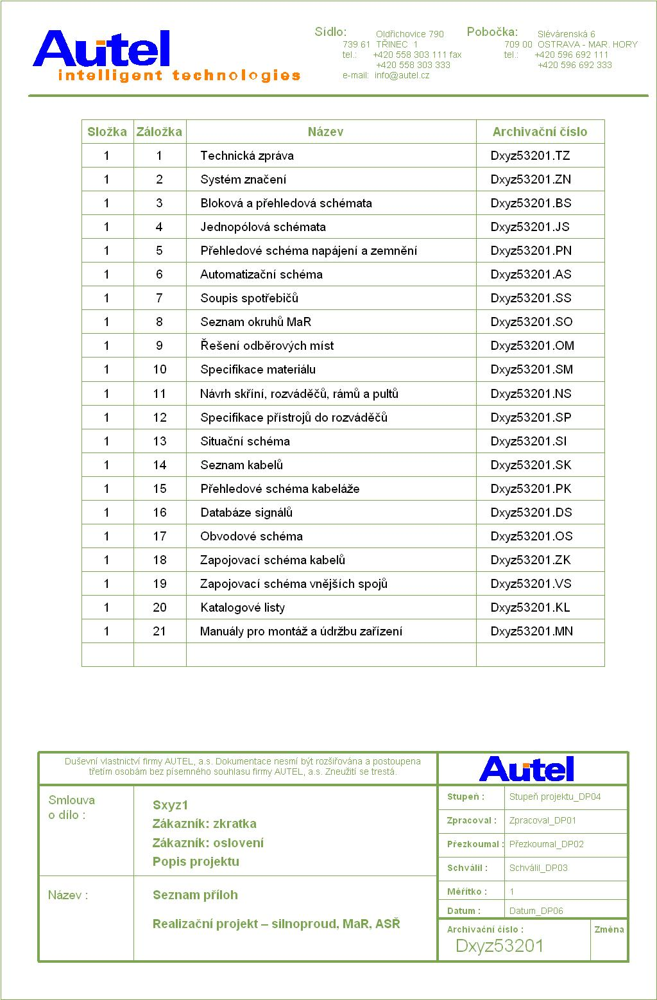 Autel
intelligent technologies
Sídlo: Oldřichovice 790
739 61 TŘINEC 1
tel.: +420 558 303 111 fax
+420 558 303 333
e-mail: info@autel.cz
Pobočka: Slévárenská 6
709 00 OSTRAVA - MAR. HORY
tel.: +420 596 692 111
+420 596 692 333
Složka Záložka Název Archivační číslo
1 1 Technická zpráva Dxyz53201.TZ
1 2 Systém značení Dxyz53201.ZN
1 3 Bloková a přehledová schémata Dxyz53201.BS
1 4 Jednopólová schémata Dxyz53201.JS
1 5 Přehledové schéma napájení a zemnění Dxyz53201.PN
1 6 Automatizační schéma Dxyz53201.AS
1 7 Soupis spotřebičů Dxyz53201.SS
1 8 Seznam okruhů MaR Dxyz53201.SO
1 9 Řešení odběrových míst Dxyz53201.OM
1 10 Specifikace materiálu Dxyz53201.SM
1 11 Návrh skříní, rozváděčů, rámů a pultů Dxyz53201.NS
1 12 Specifikace přístrojů do rozváděčů Dxyz53201.SP
1 13 Situační schéma Dxyz53201.SI
1 14 Seznam kabelů Dxyz53201.SK
1 15 Přehledové schéma kabeláže Dxyz53201.PK
1 16 Databáze signálů Dxyz53201.DS
1 17 Obvodové schéma Dxyz53201.OS
1 18 Zapojovací schéma kabelů Dxyz53201.ZK
1 19 Zapojovací schéma vnějších spojů Dxyz53201.VS
1 20 Katalogové listy Dxyz53201.KL
1 21 Manuály pro montáž a údržbu zařízení Dxyz53201.MN
Duševní vlastnictví firmy AUTEL, a.s. Dokumentace nesmí být rozšiřována a postoupena
třetím osobám bez písemného souhlasu firmy AUTEL, a.s. Zneužití se trestá.
Smlouva
o dílo :
Sxyz1
Zákazník: zkratka
Zákazník: oslovení
Popis projektu
Název : Seznam příloh
Realizační projekt – silnoproud, MaR, ASŘ
Autel
Stupeň : Stupeň projektu_DP04
Zpracoval : Zpracoval_DP01
Přezkoumal : Přezkoumal_DP02
Schválil : Schválil_DP03
Měřítko : 1
Datum : Datum_DP06
Archivační číslo : Změna
Dxyz53201